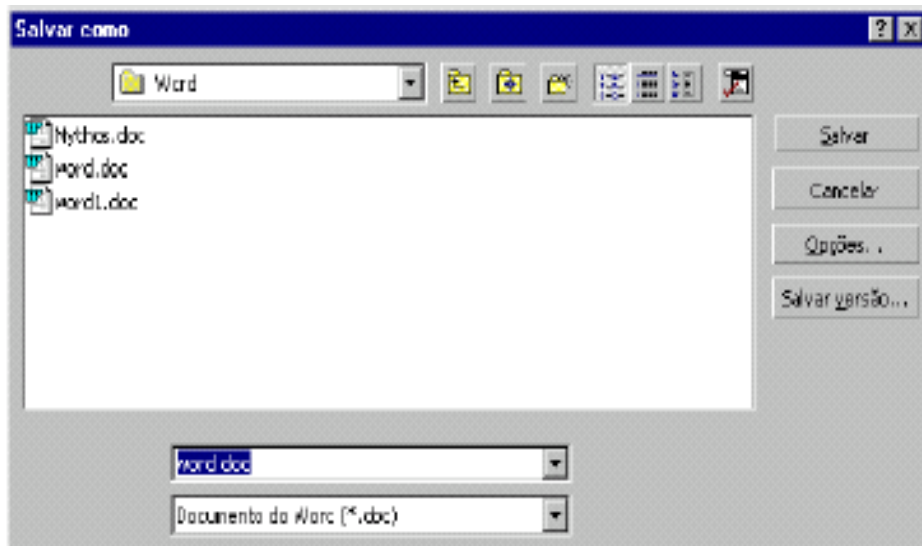 Salvar como
Word
Nythos.doc
word.doc
word1.doc
Salvar
Cancelar
Opções...
Salvar versão...
word.doc
Documento do Word (*.doc)